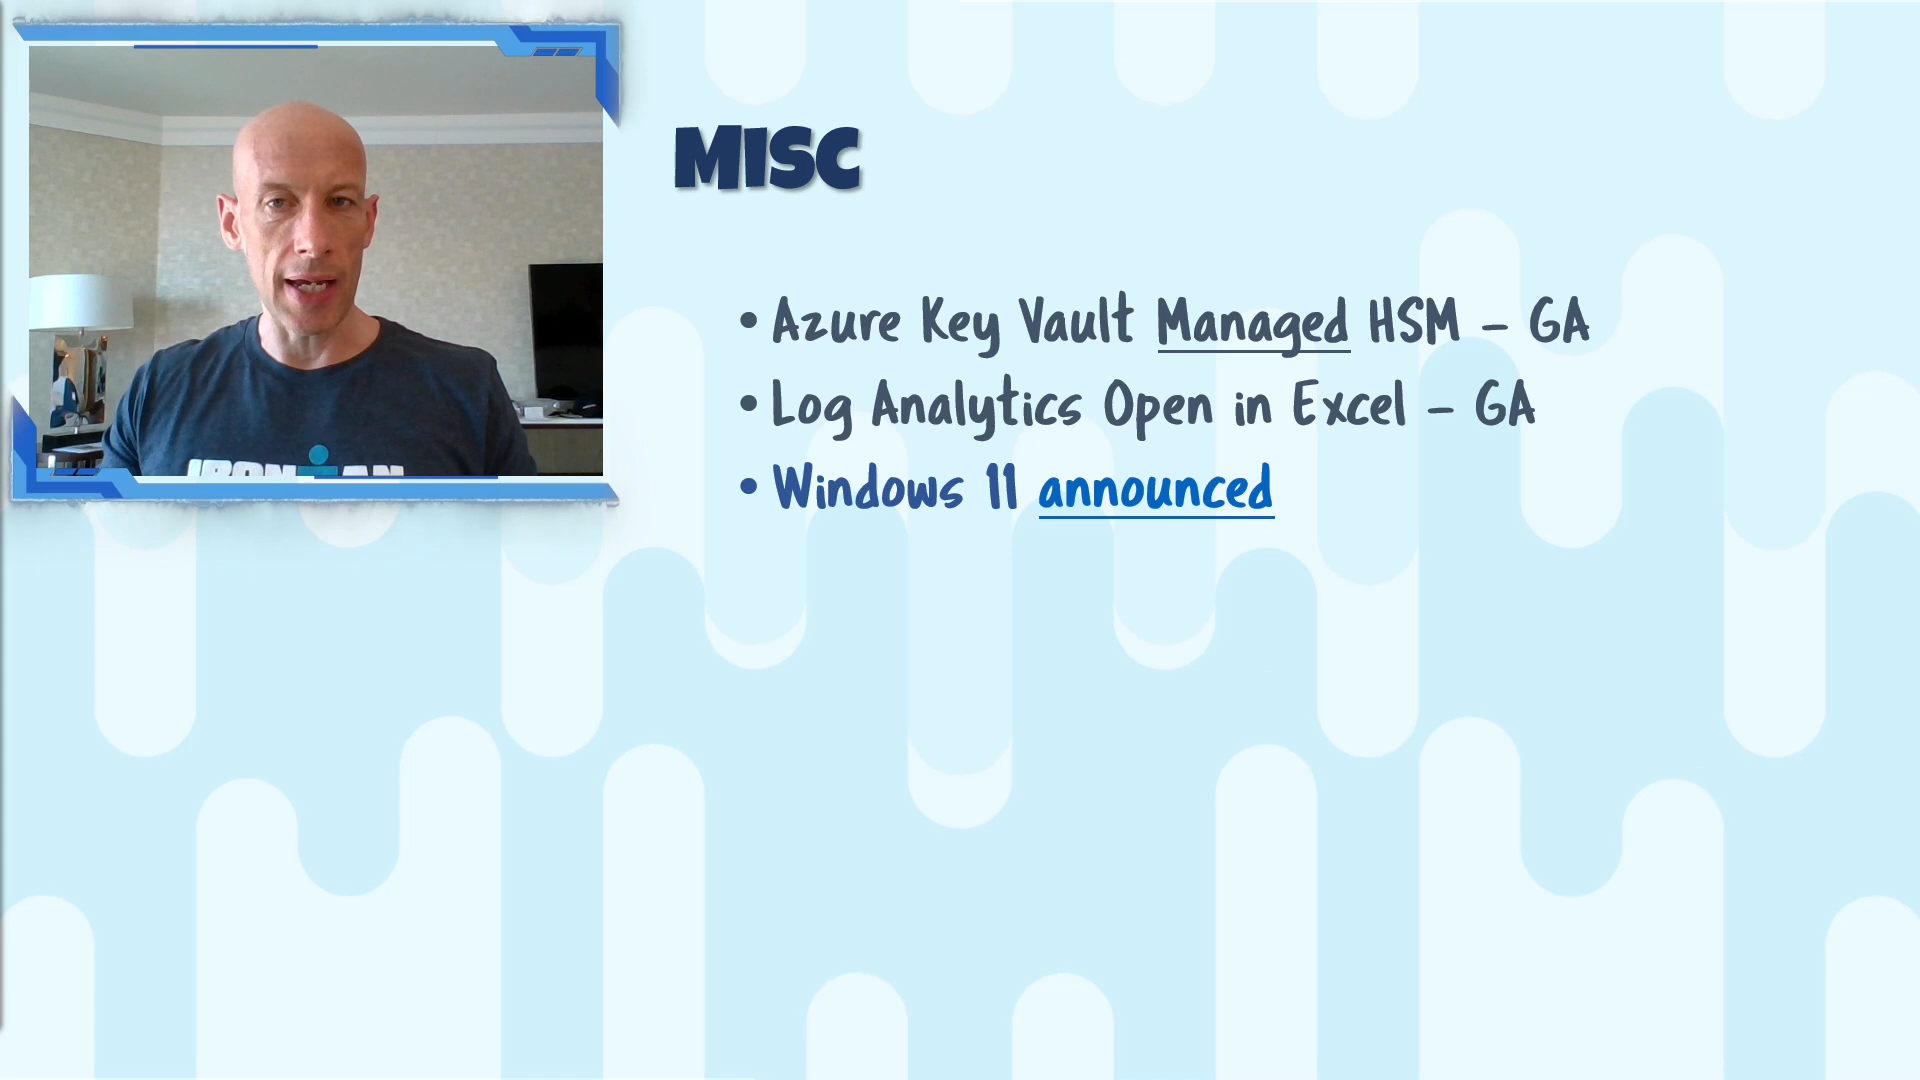 MISC
• Azure Key Vault Managed HSM – GA
• Log Analytics Open in Excel – GA
• Windows 11 announced